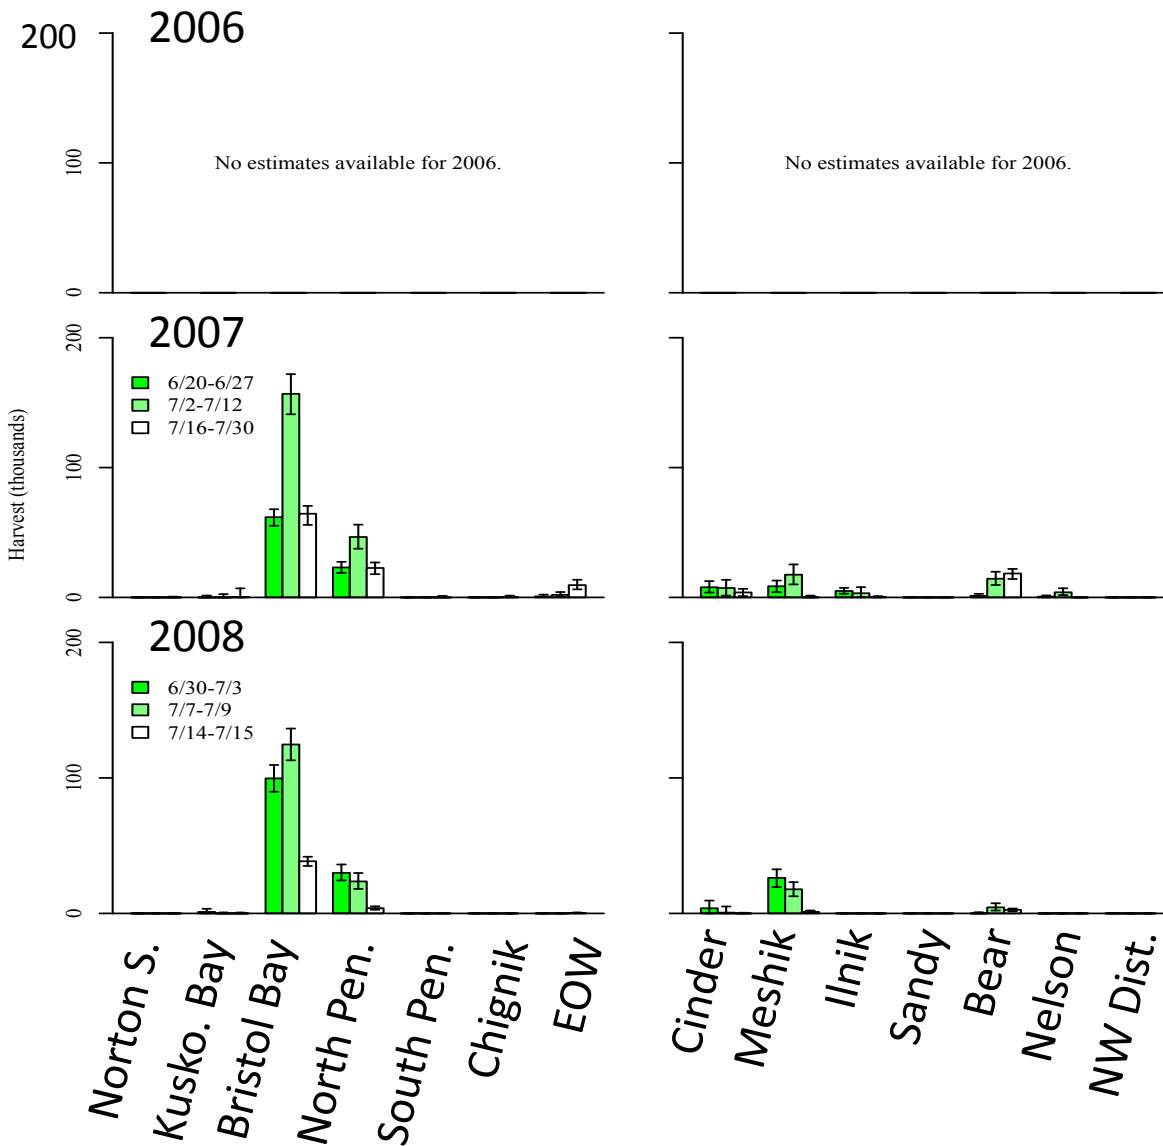 200
2006
100
No estimates available for 2006.
No estimates available for 2006.
0
200
2007
6/20-6/27
7/2-7/12
7/16-7/30
100
Harvest (thousands)
0
200
2008
6/30-7/3
7/7-7/9
7/14-7/15
100
0
Norton S.
Kusko. Bay
Bristol Bay
North Pen.
South Pen.
Chignik
EOW
Cinder
Meshik
Ilnik
Sandy
Bear
Nelson
NW Dist.